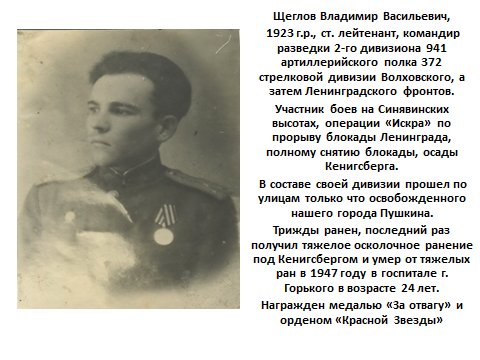 Щеглов Владимир Васильевич,
1923 г.р., ст. лейтенант, командир
разведки 2-го дивизиона 941
артиллерийского полка 372
стрелковой дивизии Волховского, а
затем Ленинградского фронтов.
Участник боев на Синявинских
высотах, операции «Искра» по
прорыву блокады Ленинграда,
полному снятию блокады, осады
Кенигсберга.
В составе своей дивизии прошел по
улицам только что освобожденного
нашего города Пушкина.
Трижды ранен, последний раз
получил тяжелое осколочное ранение
под Кенигсбергом и умер от тяжелых
ран в 1947 году в госпитале г.
Горького в возрасте 24 лет.
Награжден медалью «За отвагу» и
орденом «Красной Звезды»